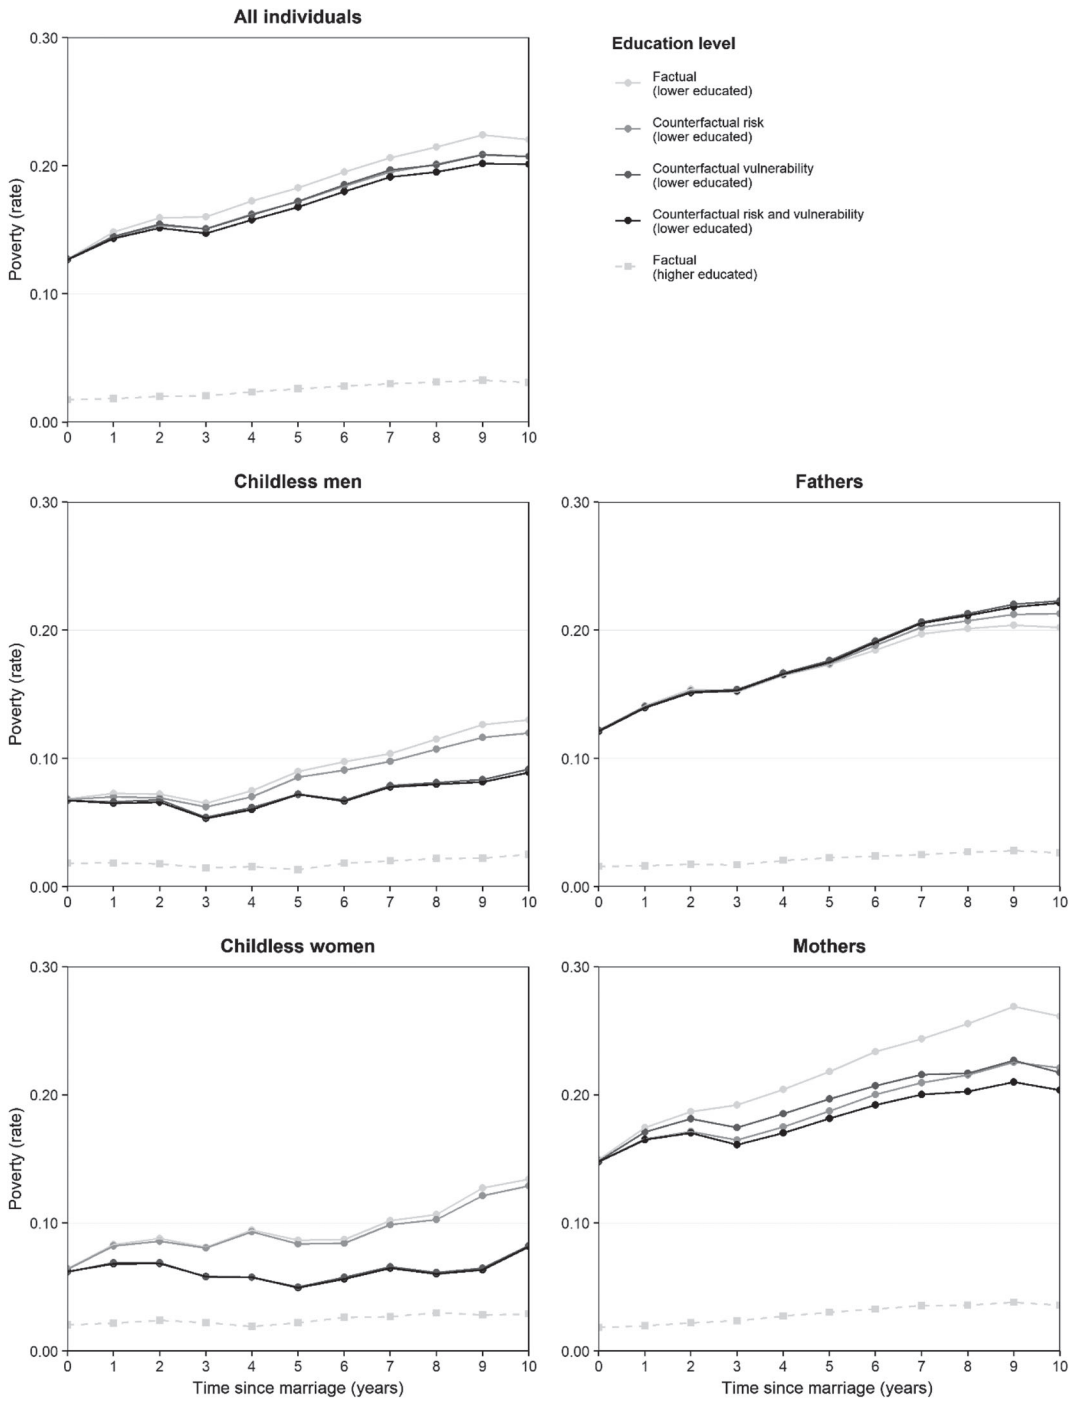 All individuals
Education level
Factual
(lower educated)
Counterfactual risk
(lower educated)
Counterfactual vulnerability
(lower educated)
Counterfactual risk and vulnerability
(lower educated)
Factual
(higher educated)
Poverty (rate)
0.30
0.20
0.10
0.00
0 1 2 3 4 5 6 7 8 9 10
Childless men
Poverty (rate)
0.30
0.20
0.10
0.00
0 1 2 3 4 5 6 7 8 9 10
Fathers
0.30
0.20
0.10
0.00
0 1 2 3 4 5 6 7 8 9 10
Childless women
Poverty (rate)
0.30
0.20
0.10
0.00
0 1 2 3 4 5 6 7 8 9 10
Time since marriage (years)
Mothers
0.30
0.20
0.10
0.00
0 1 2 3 4 5 6 7 8 9 10
Time since marriage (years)